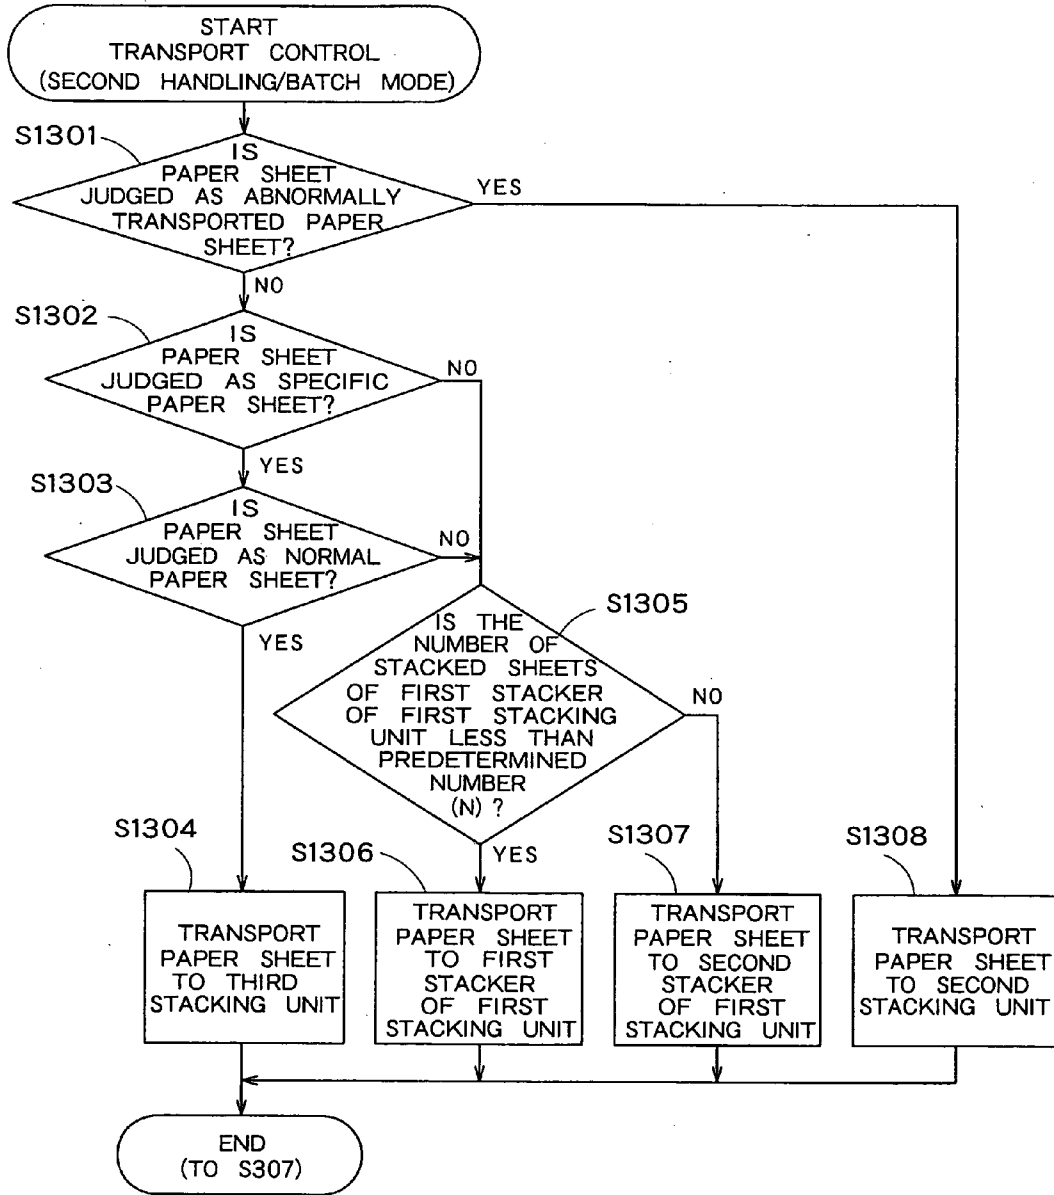 START
TRANSPORT CONTROL
(SECOND HANDLING/BATCH MODE)
S1301
IS
PAPER SHEET
JUDGED AS ABNORMALLY
TRANSPORTED PAPER
SHEET?
YES
NO
S1302
IS
PAPER SHEET
JUDGED AS SPECIFIC
PAPER SHEET?
NO
YES
S1303
IS
PAPER SHEET
JUDGED AS NORMAL
PAPER SHEET?
NO
YES
S1305
IS THE
NUMBER OF
STACKED SHEETS
OF FIRST STACKER
OF FIRST STACKING
UNIT LESS THAN
PREDETERMINED
NUMBER
(N) ?
NO
YES
S1304
TRANSPORT
PAPER SHEET
TO THIRD
STACKING UNIT
S1306
TRANSPORT
PAPER SHEET
TO FIRST
STACKER
OF FIRST
STACKING UNIT
S1307
TRANSPORT
PAPER SHEET
TO SECOND
STACKER
OF FIRST
STACKING UNIT
S1308
TRANSPORT
PAPER SHEET
TO SECOND
STACKING UNIT
END
(TO S307)